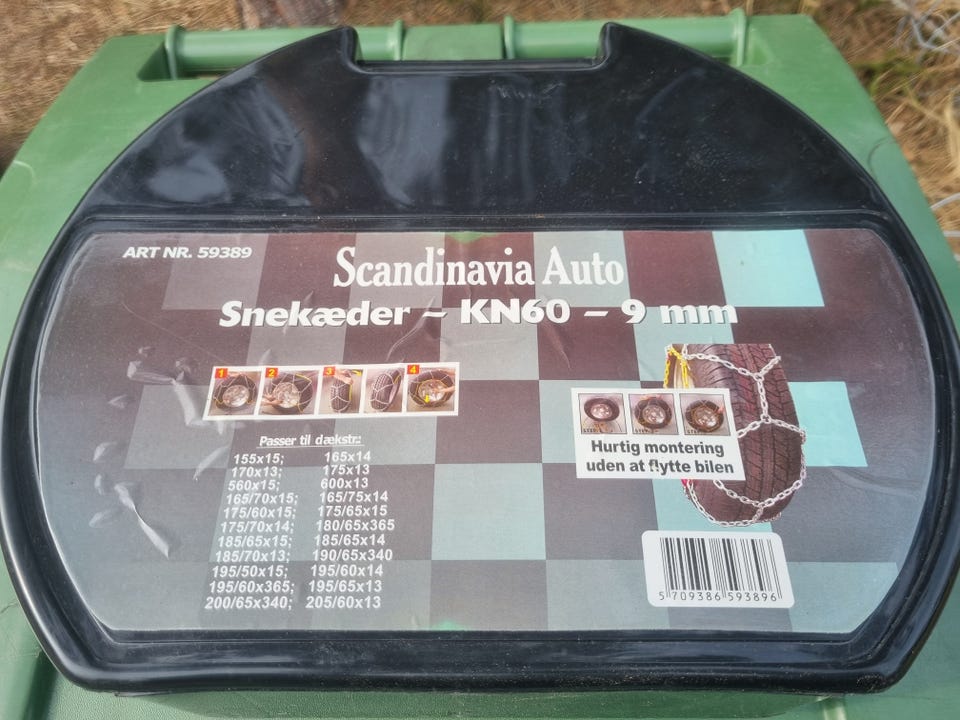 ART NR. 59389
Scandinavia Auto
Snekæder – KN60 – 9 mm
1 2 3 4
Passer til dækstr.:
155x15; 165x14
170x13; 175x13
560x15; 600x13
165/70x15; 165/75x14
175/60x15; 175/65x15
175/70x14; 180/65x365
185/65x15; 185/65x14
185/70x13; 190/65x340
195/50x15; 195/60x14
195/60x365; 195/65x13
200/65x340; 205/60x13
Hurtig montering
uden at flytte bilen
5 709386 593896